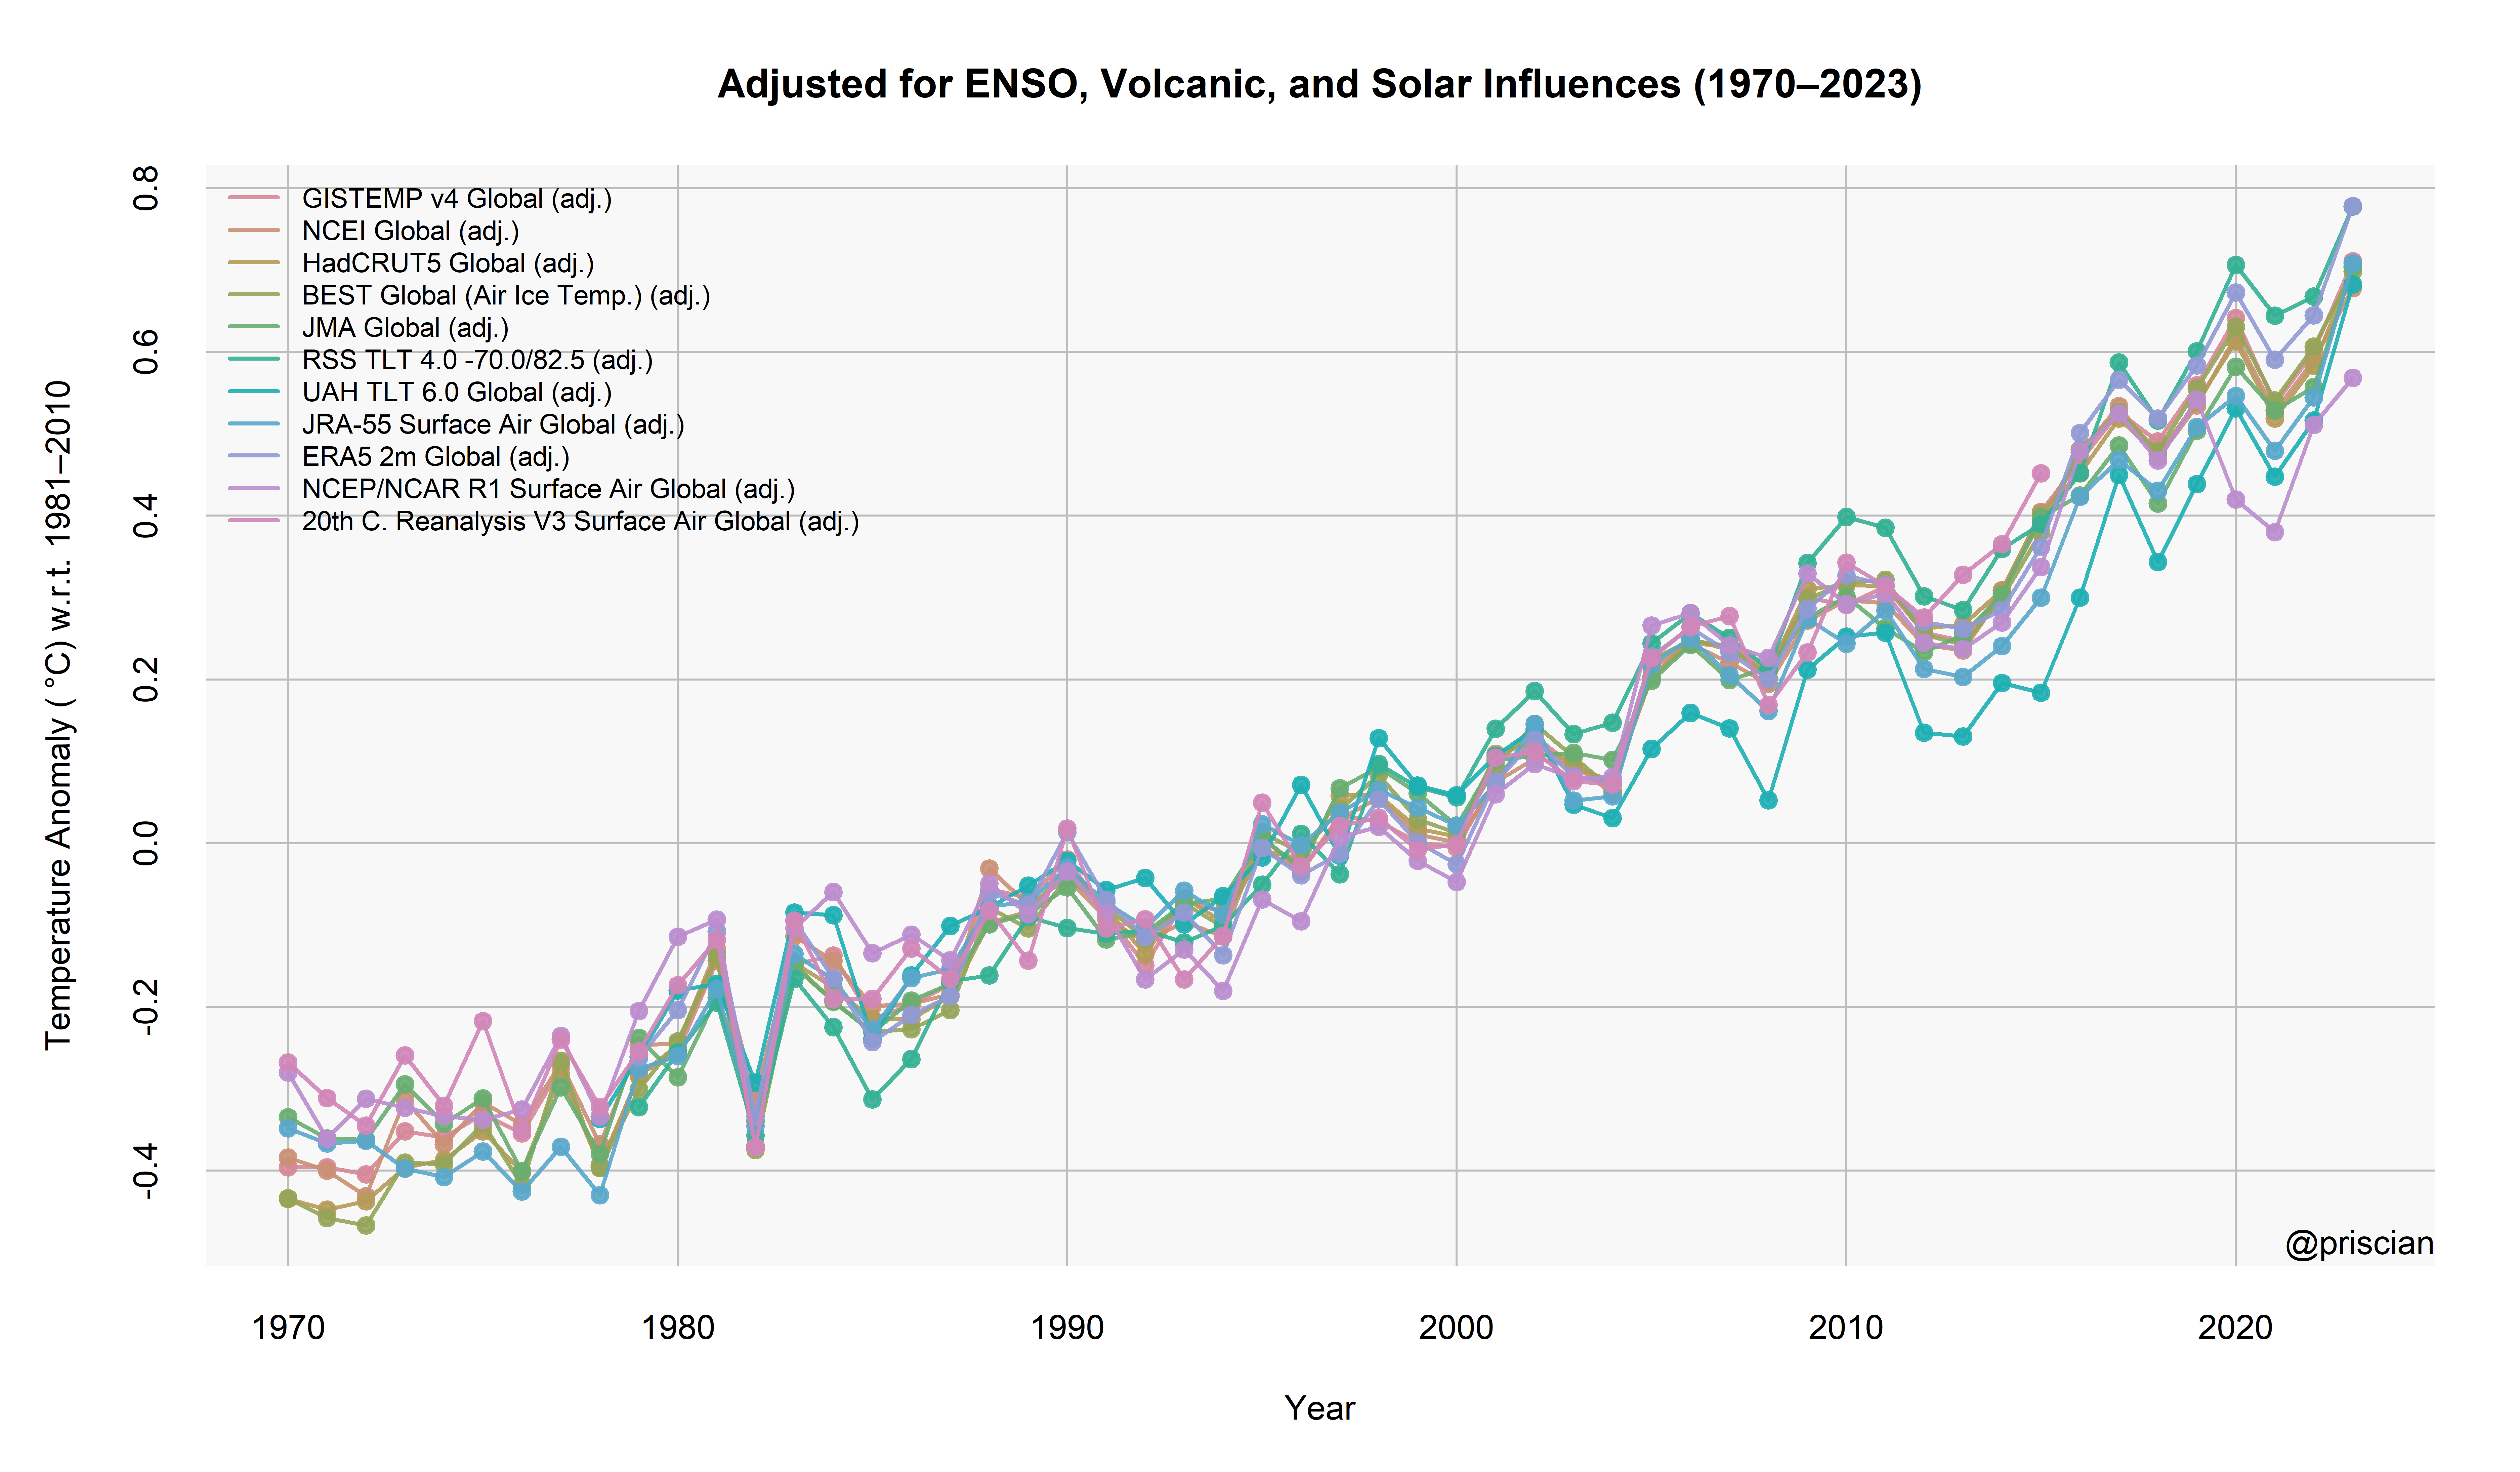 Adjusted for ENSO, Volcanic, and Solar Influences (1970–2023)
Temperature Anomaly ( °C) w.r.t. 1981–2010
0.8
0.6
0.4
0.2
0.0
-0.2
-0.4
GISTEMP v4 Global (adj.)
NCEI Global (adj.)
HadCRUT5 Global (adj.)
BEST Global (Air Ice Temp.) (adj.)
JMA Global (adj.)
RSS TLT 4.0 -70.0/82.5 (adj.)
UAH TLT 6.0 Global (adj.)
JRA-55 Surface Air Global (adj.)
ERA5 2m Global (adj.)
NCEP/NCAR R1 Surface Air Global (adj.)
20th C. Reanalysis V3 Surface Air Global (adj.)
@priscian
1970 1980 1990 2000 2010 2020
Year